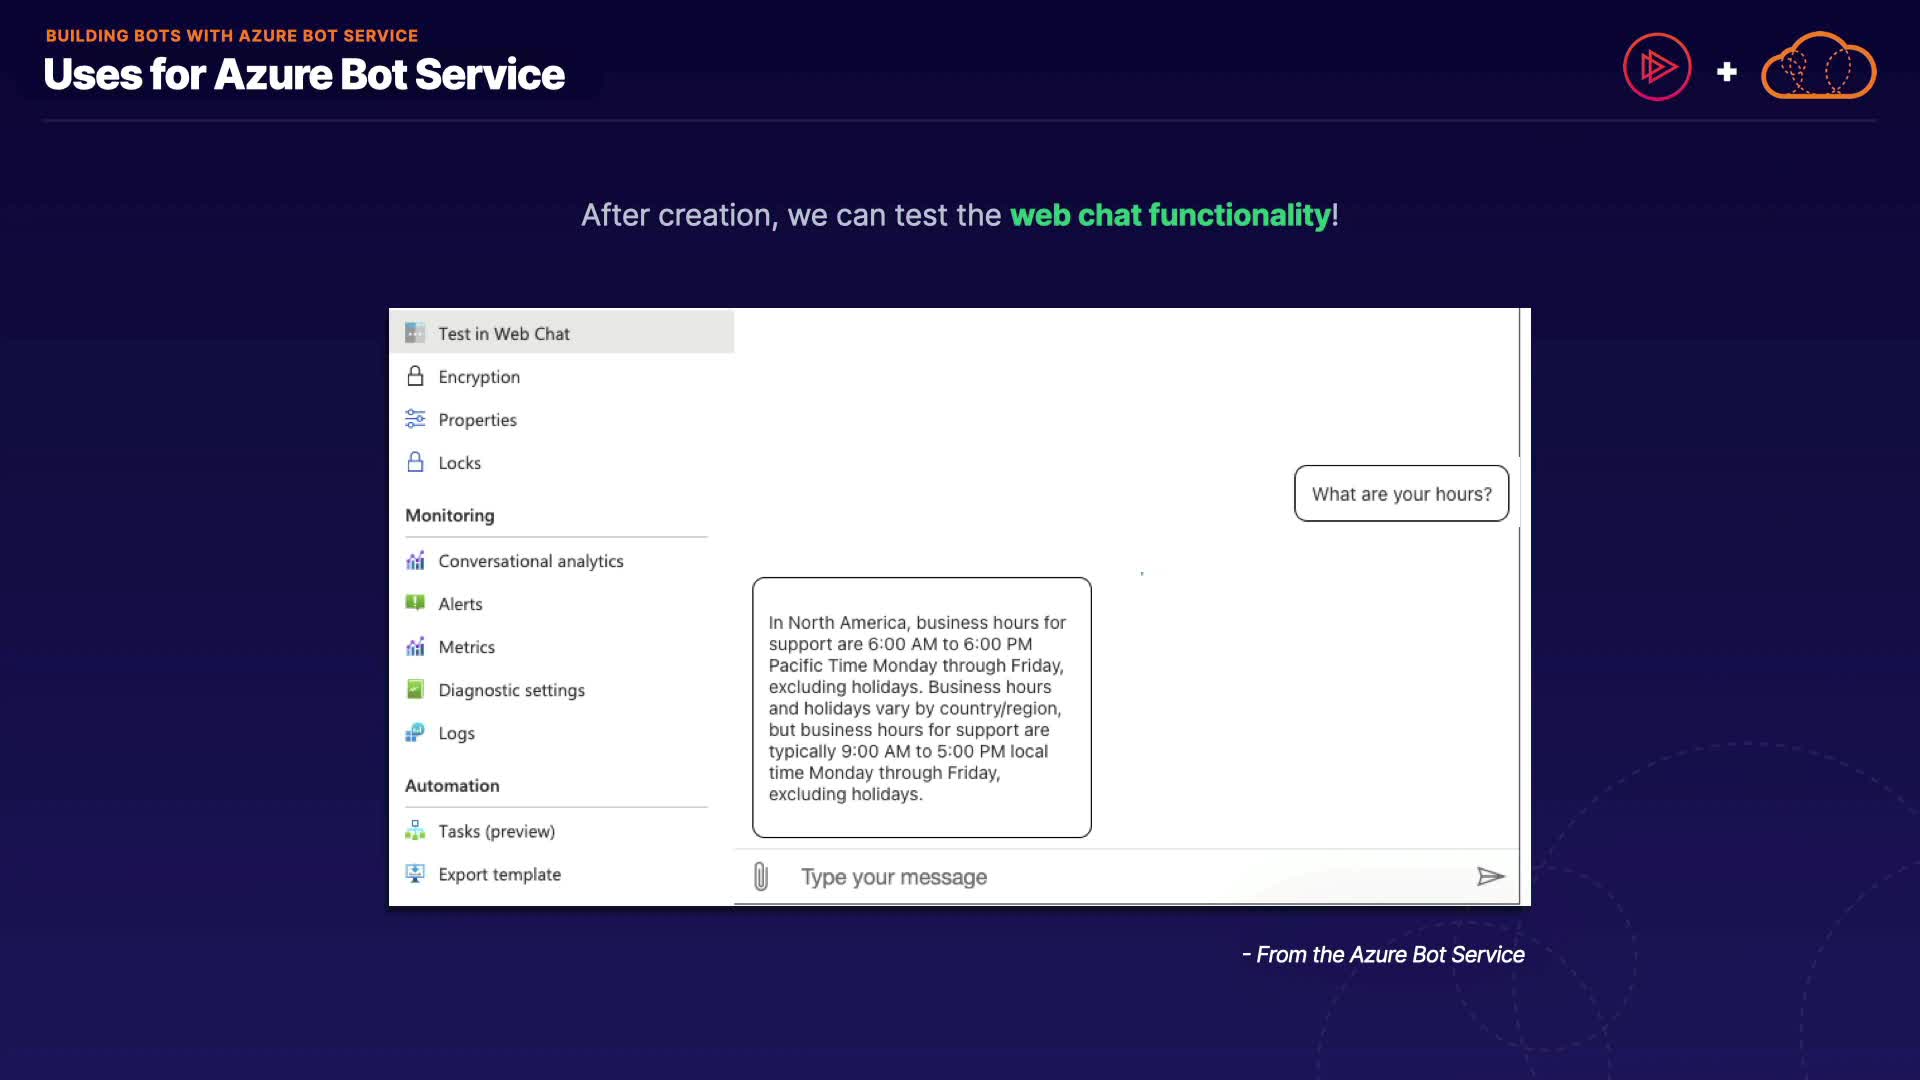 BUILDING BOTS WITH AZURE BOT SERVICE
Uses for Azure Bot Service
After creation, we can test the web chat functionality!
Test in Web Chat
Encryption
Properties
Locks
Monitoring
Conversational analytics
Alerts
Metrics
Diagnostic settings
Logs
Automation
Tasks (preview)
Export template
What are your hours?
In North America, business hours for
support are 6:00 AM to 6:00 PM
Pacific Time Monday through Friday,
excluding holidays. Business hours
and holidays vary by country/region,
but business hours for support are
typically 9:00 AM to 5:00 PM local
time Monday through Friday,
excluding holidays.
Type your message
- From the Azure Bot Service